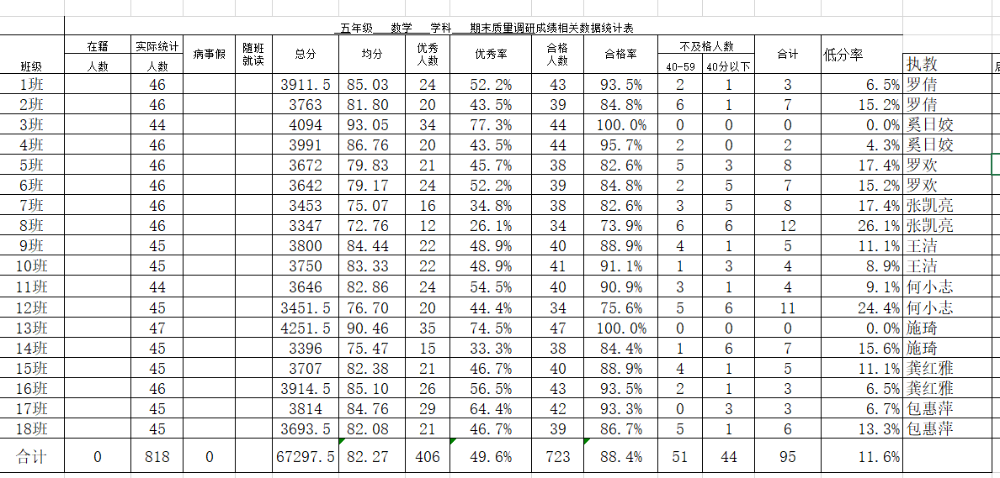 五年级 数学 学科 期末质量调研成绩相关数据统计表
班级 在籍人数 实际统计人数 病事假 随班就读 总分 均分 优秀人数 优秀率 合格人数 合格率 不及格人数 40-59 40分以下 合计 低分率 执教
1班 46 3911.5 85.03 24 52.2% 43 93.5% 2 1 3 6.5% 罗倩
2班 46 3763 81.80 20 43.5% 39 84.8% 6 1 7 15.2% 罗倩
3班 44 4094 93.05 34 77.3% 44 100.0% 0 0 0 0.0% 奚日姣
4班 46 3991 86.76 20 43.5% 44 95.7% 2 0 2 4.3% 奚日姣
5班 46 3672 79.83 21 45.7% 38 82.6% 5 3 8 17.4% 罗欢
6班 46 3642 79.17 24 52.2% 39 84.8% 2 5 7 15.2% 罗欢
7班 46 3453 75.07 16 34.8% 38 82.6% 3 5 8 17.4% 张凯亮
8班 46 3347 72.76 12 26.1% 34 73.9% 6 6 12 26.1% 张凯亮
9班 45 3800 84.44 22 48.9% 40 88.9% 4 1 5 11.1% 王洁
10班 45 3750 83.33 22 48.9% 41 91.1% 1 3 4 8.9% 王洁
11班 44 3646 82.86 24 54.5% 40 90.9% 3 1 4 9.1% 何小志
12班 45 3451.5 76.70 20 44.4% 34 75.6% 5 6 11 24.4% 何小志
13班 47 4251.5 90.46 35 74.5% 47 100.0% 0 0 0 0.0% 施琦
14班 45 3396 75.47 15 33.3% 38 84.4% 1 6 7 15.6% 施琦
15班 45 3707 82.38 21 46.7% 40 88.9% 4 1 5 11.1% 龚红雅
16班 46 3914.5 85.10 26 56.5% 43 93.5% 2 1 3 6.5% 龚红雅
17班 45 3814 84.76 29 64.4% 42 93.3% 0 3 3 6.7% 包惠萍
18班 45 3693.5 82.08 21 46.7% 39 86.7% 5 1 6 13.3% 包惠萍
合计 0 818 0 67297.5 82.27 406 49.6% 723 88.4% 51 44 95 11.6%